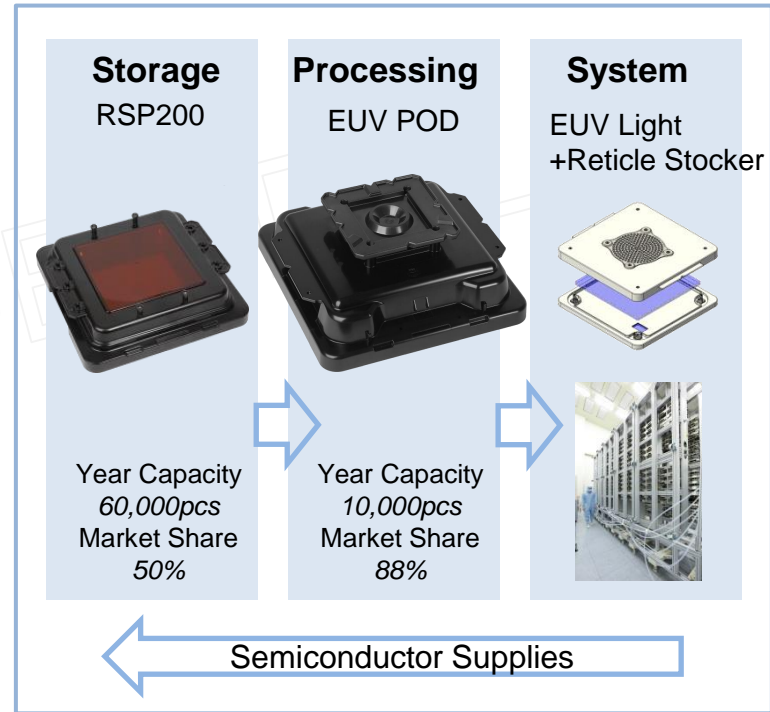 Storage
RSP200
Processing
EUV POD
System
EUV Light
+Reticle Stocker
Year Capacity
60,000pcs
Market Share
50%
Year Capacity
10,000pcs
Market Share
88%
Semiconductor Supplies